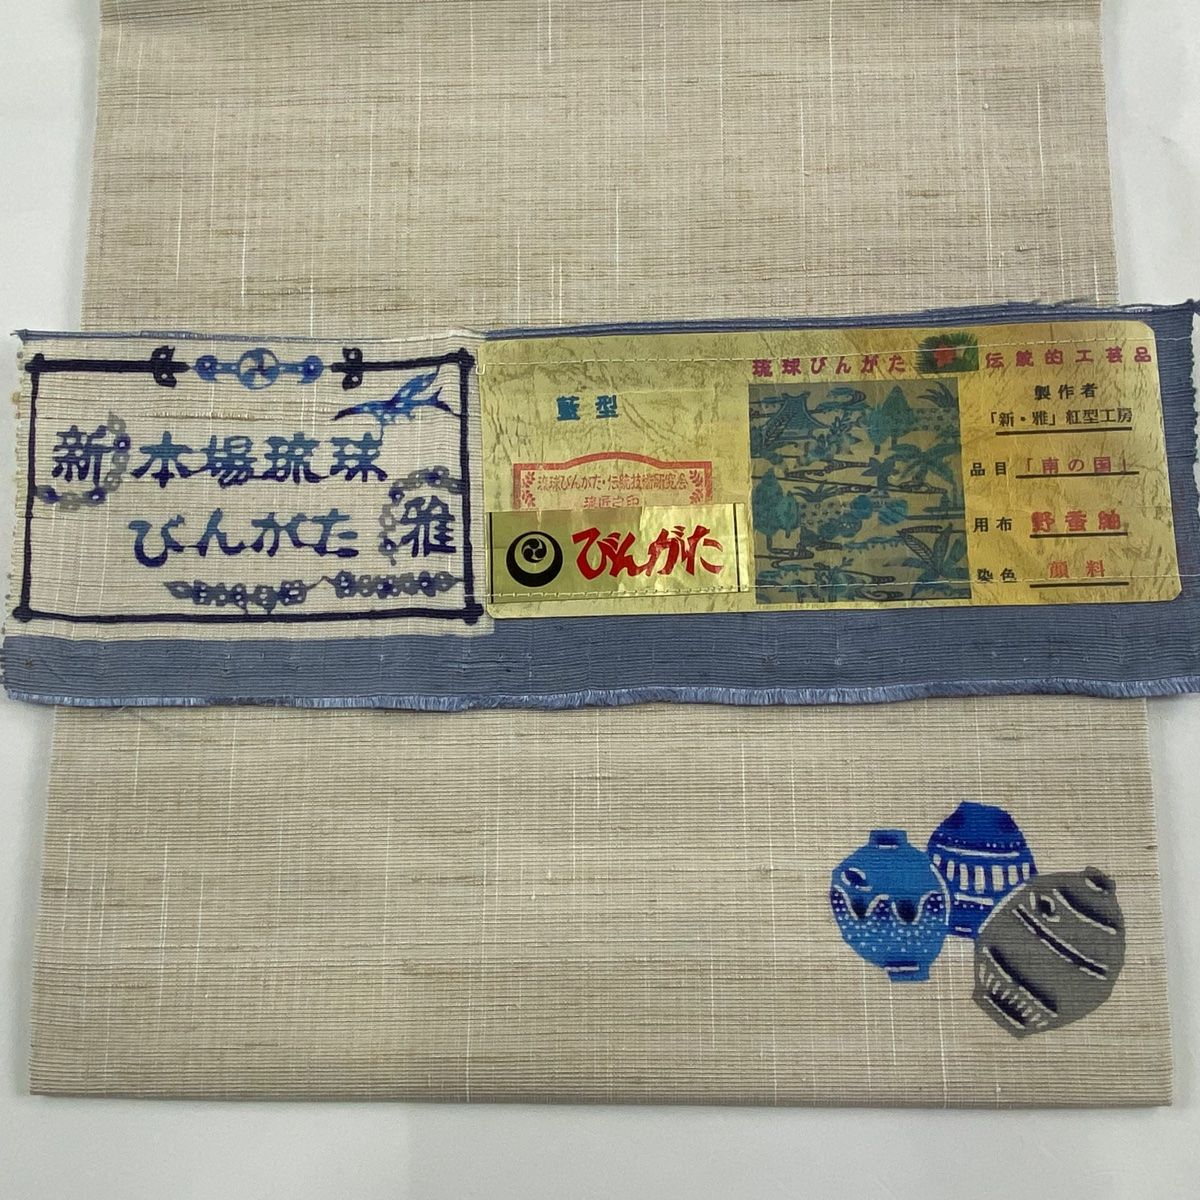 新 本場琉球
びんがた 雅
藍型
琉球びんがた・伝統技術研究会
びんがた
琉球びんがた 伝統的工芸品
製作者
「新・雅」紅型工房
品目 「南の国」
用布 野蚕紬
染色 顔料